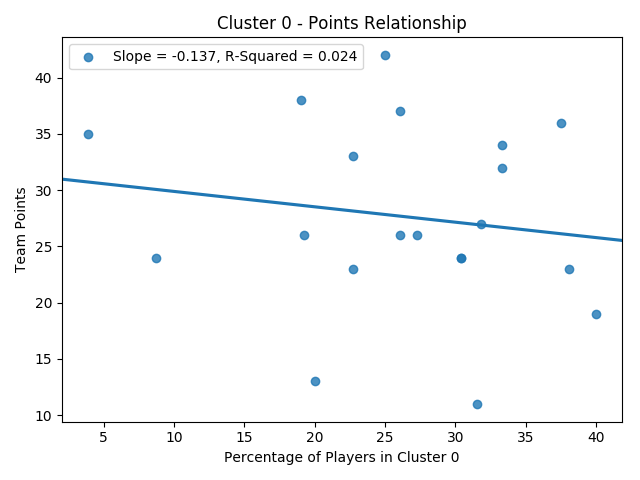 Cluster 0 - Points Relationship
Slope = -0.137, R-Squared = 0.024
40
35
30
25
20
15
10
Team Points
5 10 15 20 25 30 35 40
Percentage of Players in Cluster 0